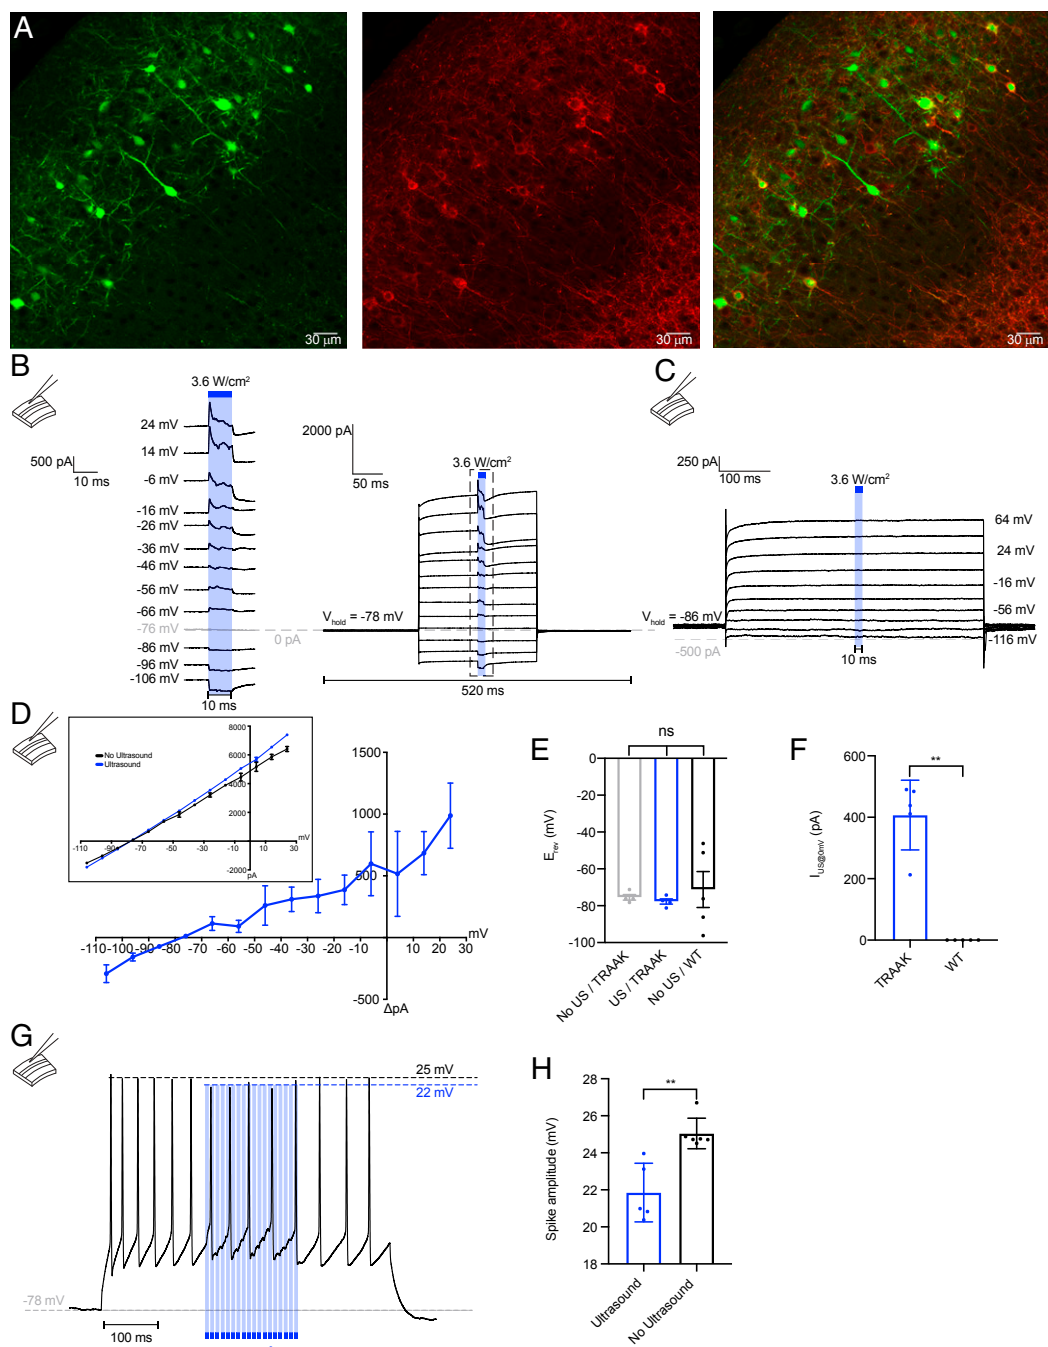 A
30 μm
30 μm
30 μm
B
3.6 W/cm²
24 mV
14 mV
-6 mV
-16 mV
-26 mV
-36 mV
-46 mV
-56 mV
-66 mV
-76 mV
-86 mV
-96 mV
-106 mV
500 pA
10 ms
10 ms
0 pA
2000 pA
50 ms
3.6 W/cm²
Vhold = -78 mV
520 ms
C
250 pA
100 ms
3.6 W/cm²
64 mV
24 mV
-16 mV
-56 mV
-116 mV
Vhold = -86 mV
-500 pA
10 ms
D
No Ultrasound
Ultrasound
8000
6000
4000
2000
-2000
pA
mV
-110 -90 -70 -50 -30 -10 10 30
1500
1000
500
-500
ΔpA
mV
-110 -100 -90 -80 -70 -60 -50 -40 -30 -20 -10 0 10 20 30
E
ns
Erev (mV)
0
-20
-40
-60
-80
-100
No US / TRAAK
US / TRAAK
No US / WT
F
**
IUS@0mV (pA)
600
400
200
0
TRAAK
WT
G
25 mV
22 mV
-78 mV
100 ms
H
**
Spike amplitude (mV)
28
26
24
22
20
18
Ultrasound
No Ultrasound